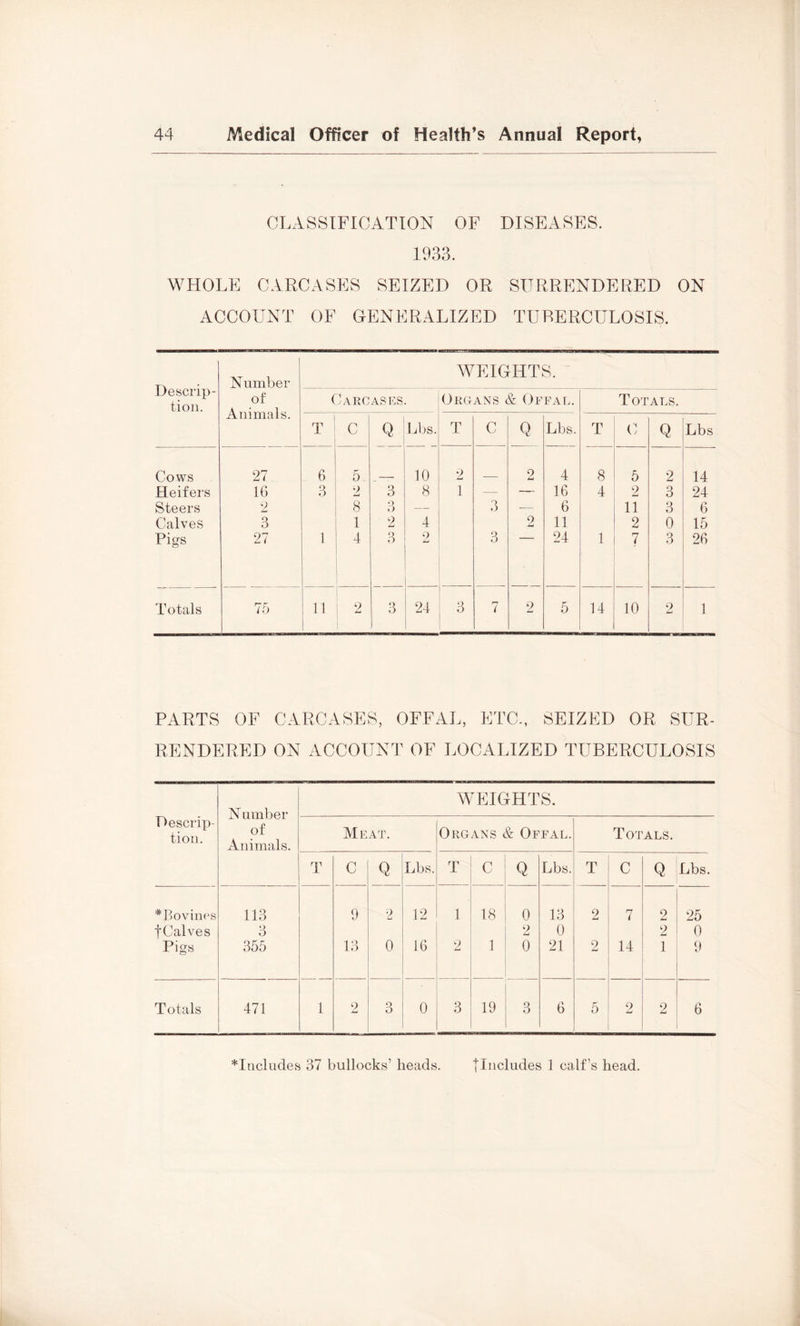 44 Medical Officer of Health's Annual Report,
CLASSIFICATION OF DISEASES.
1933.
WHOLE CARCASES SEIZED OR SURRENDERED ON
ACCOUNT OF GENERALIZED TUBERCULOSIS.
Descrip-tion. Number of Animals. WEIGHTS.
Carcases. Organs & Offal. Totals.
T C Q Lbs. T C Q Lbs. T C Q Lbs
Cows 27 6 5 — 10 2 — 2 4 8 5 2 14
Heifers 16 3 2 3 8 1 — — 16 4 2 3 24
Steers 2 8 3 — 3 — 6 11 3 6
Calves 3 1 2 4 2 11 2 0 15
Pigs 27 1 4 3 2 3 — 24 1 7 3 26
Totals 75 11 2 3 24 3 7 2 5 14 10 2 1
PARTS OF CARCASES, OFFAL, ETC., SEIZED OR SUR-
RENDERED ON ACCOUNT OF LOCALIZED TUBERCULOSIS
Descrip-tion. Number of Animals. WEIGHTS.
Meat. Organs & Offal. Totals.
T C Q Lbs. T C Q Lbs. T C Q Lbs.
*Bovines 113 9 2 12 1 18 0 13 2 7 2 25
†Calves 3 2 0 2 0
Pigs 355 13 0 16 2 1 0 21 2 14 1 9
Totals 471 1 2 3 0 3 19 3 6 5 2 2 6
*Includes 37 bullocks' heads. †Includes 1 calf's head.